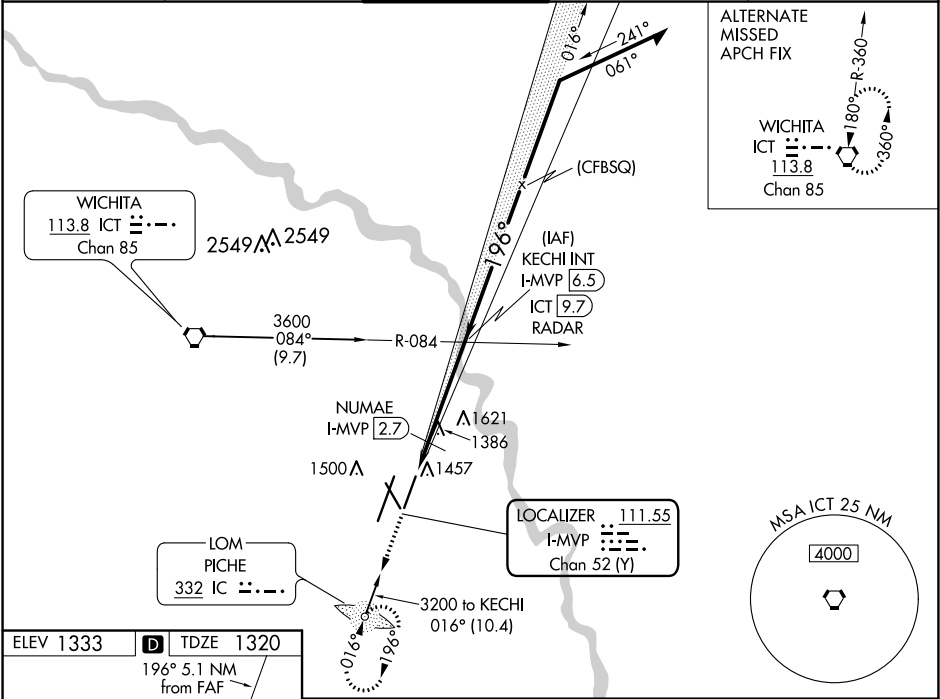 ALTERNATE
MISSED
APCH FIX
R-360
180°
360°
WICHITA
ICT
113.8
Chan 85
016°
241°
061°
(CFBSQ)
x
196°
WICHITA
113.8 ICT
Chan 85
2549 2549
(IAF)
KECHI INT
I-MVP 6.5
ICT 9.7
RADAR
3600
084°
(9.7)
R-084
NUMAE
I-MVP 2.7
1621
1386
1500
1457
LOCALIZER 111.55
I-MVP
Chan 52 (Y)
MSA ICT 25 NM
4000
LOM
PICHE
332 IC
3200 to KECHI
016° (10.4)
016°
196°
ELEV 1333 D TDZE 1320
196° 5.1 NM
from FAF